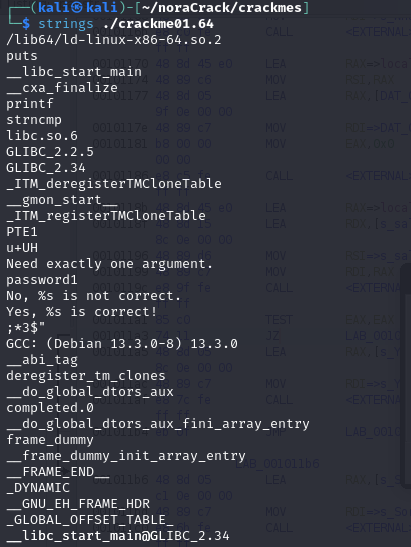 (kali㉿kali)-[~/noraCrack/crackmes]
$ strings ./crackme01.64
/lib64/ld-linux-x86-64.so.2
puts
__libc_start_main
__cxa_finalize
printf
strncmp
libc.so.6
GLIBC_2.2.5
GLIBC_2.34
_ITM_deregisterTMCloneTable
__gmon_start__
_ITM_registerTMCloneTable
PTE1
u+UH
Need exactly one argument.
password1
No, %s is not correct.
Yes, %s is correct!
;*3$"
GCC: (Debian 13.3.0-8) 13.3.0
__abi_tag
deregister_tm_clones
__do_global_dtors_aux
completed.0
__do_global_dtors_aux_fini_array_entry
frame_dummy
__frame_dummy_init_array_entry
__FRAME_END__
_DYNAMIC
__GNU_EH_FRAME_HDR
_GLOBAL_OFFSET_TABLE_
__libc_start_main@GLIBC_2.34